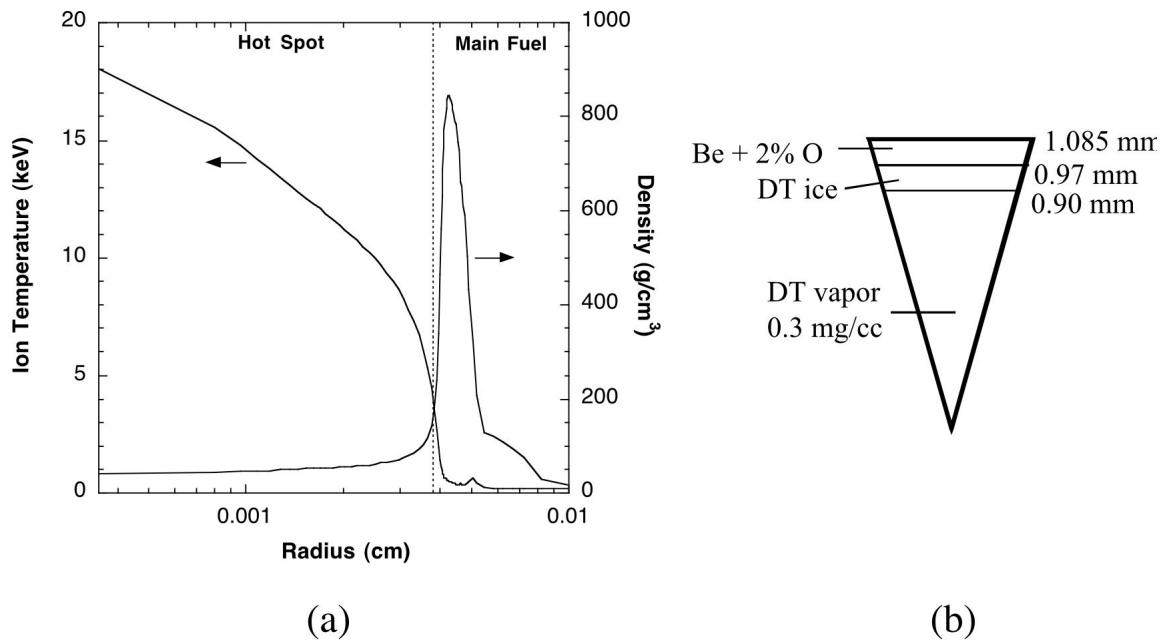 Hot Spot
Main Fuel
20
15
10
5
0
Ion Temperature (keV)
1000
800
600
400
200
0
Density (g/cm³)
0.001
0.01
Radius (cm)
(a)
Be + 2% O
DT ice
1.085 mm
0.97 mm
0.90 mm
DT vapor
0.3 mg/cc
(b)